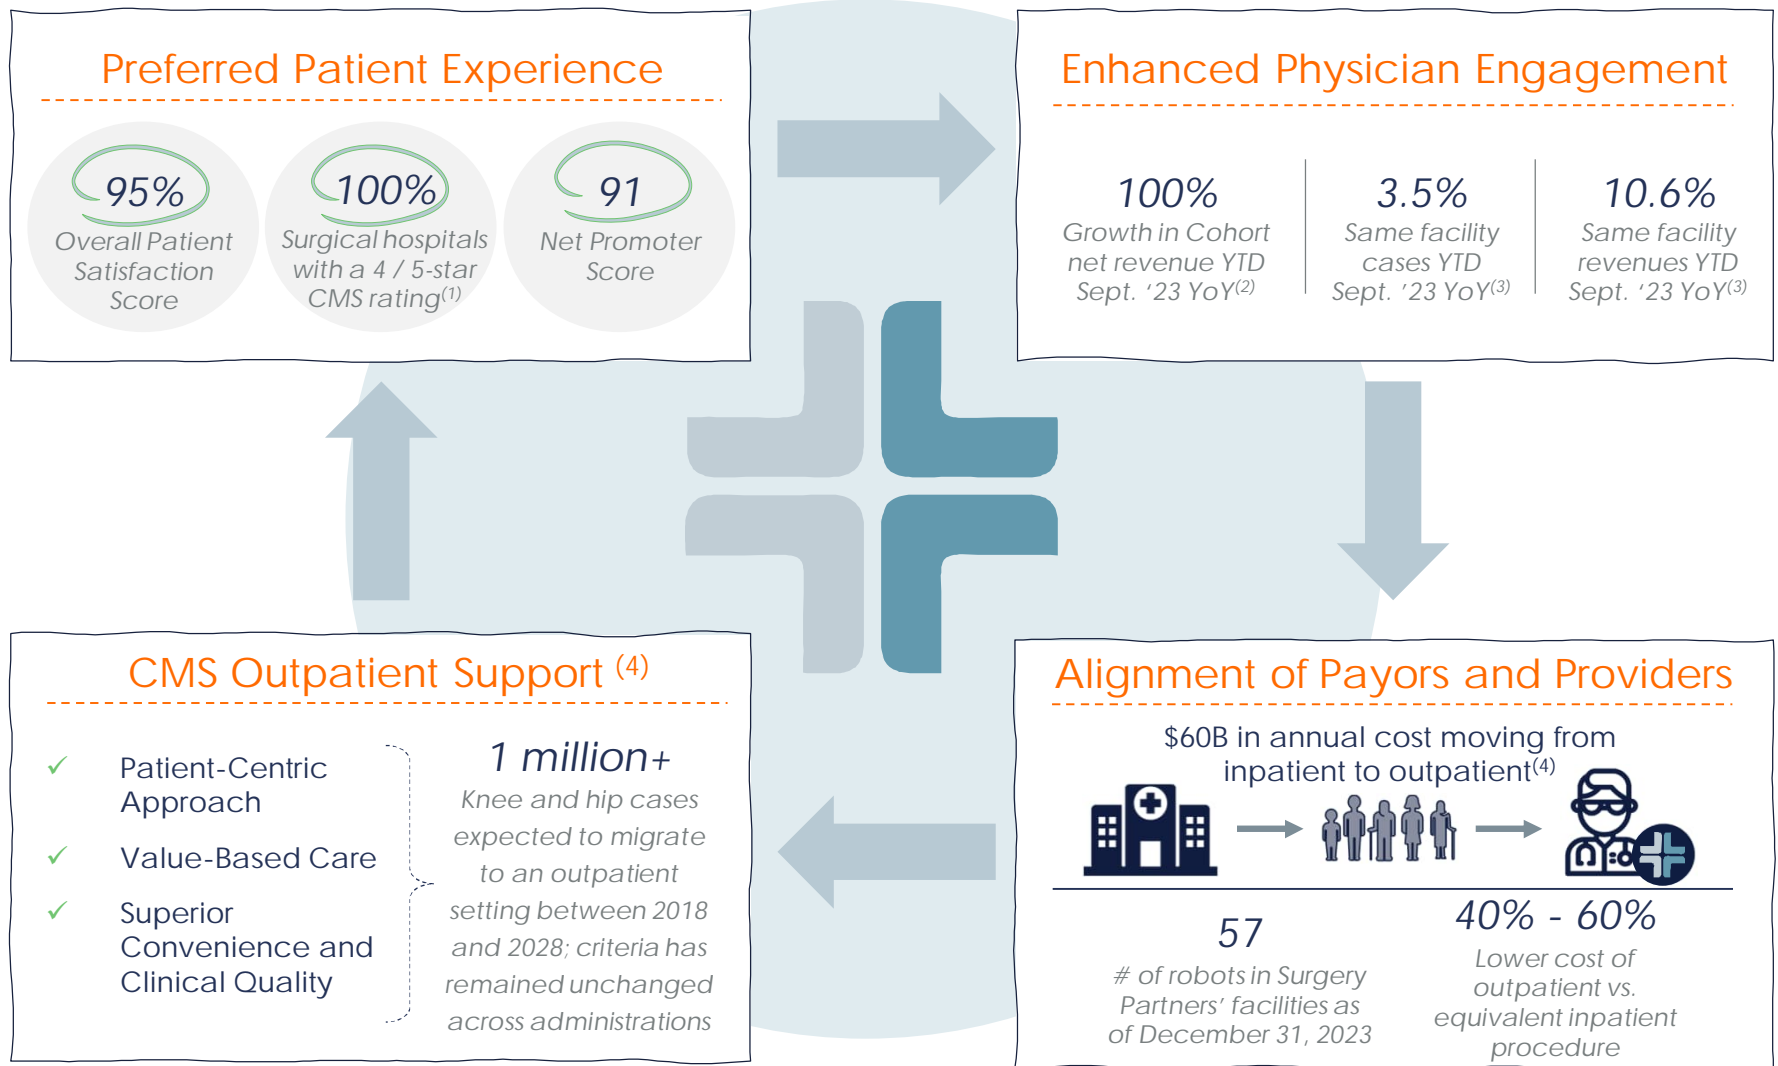 Preferred Patient Experience
95%
Overall Patient
Satisfaction
Score
100%
Surgical hospitals
with a 4 / 5-star
CMS rating(1)
91
Net Promoter
Score
Enhanced Physician Engagement
100%
Growth in Cohort
net revenue YTD
Sept. ‘23 YoY(2)
3.5%
Same facility
cases YTD
Sept. ’23 YoY(3)
10.6%
Same facility
revenues YTD
Sept. ‘23 YoY(3)
CMS Outpatient Support (4)
✓ Patient-Centric
Approach
✓ Value-Based Care
✓ Superior
Convenience and
Clinical Quality
1 million+
Knee and hip cases
expected to migrate
to an outpatient
setting between 2018
and 2028; criteria has
remained unchanged
across administrations
Alignment of Payors and Providers
$60B in annual cost moving from
inpatient to outpatient(4)
57
# of robots in Surgery
Partners’ facilities as
of December 31, 2023
40% - 60%
Lower cost of
outpatient vs.
equivalent inpatient
procedure